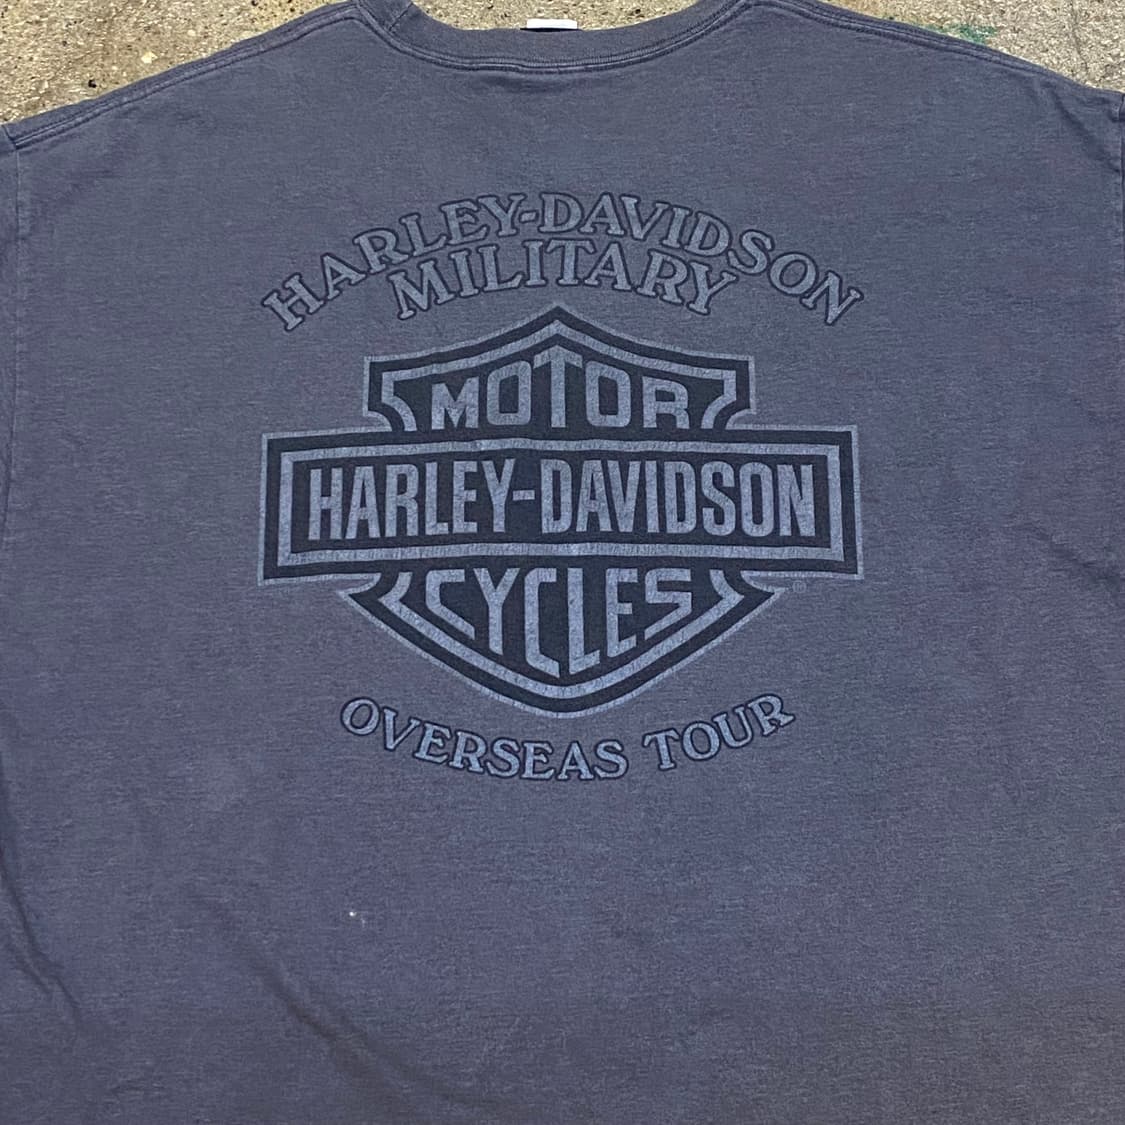 HARLEY-DAVIDSON
MILITARY
MOTOR
HARLEY-DAVIDSON
CYCLES
®
OVERSEAS TOUR